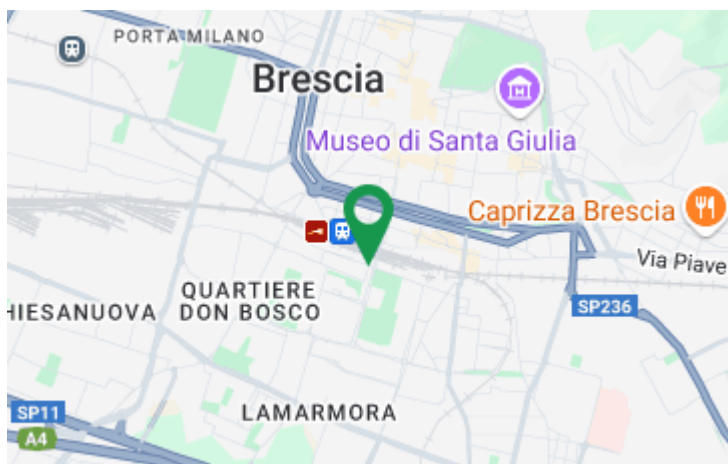 PORTA MILANO
Brescia
Museo di Santa Giulia
Caprizza Brescia
Via Piave
QUARTIERE
DON BOSCO
HIESANUOVA
SP236
SP11
LAMARMORA
A4